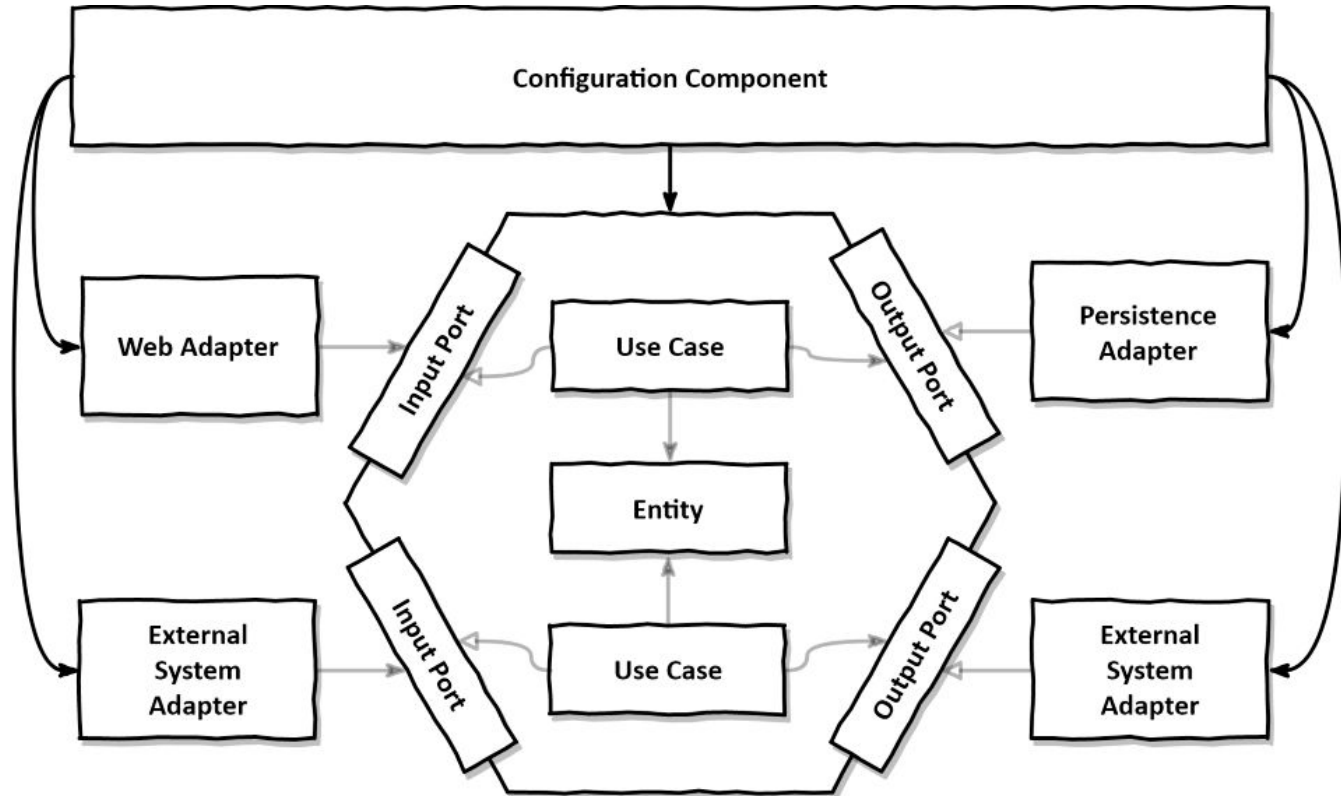 Configuration Component
Web Adapter
Input Port
Use Case
Output Port
Persistence
Adapter
Entity
External
System
Adapter
Input Port
Use Case
Output Port
External
System
Adapter